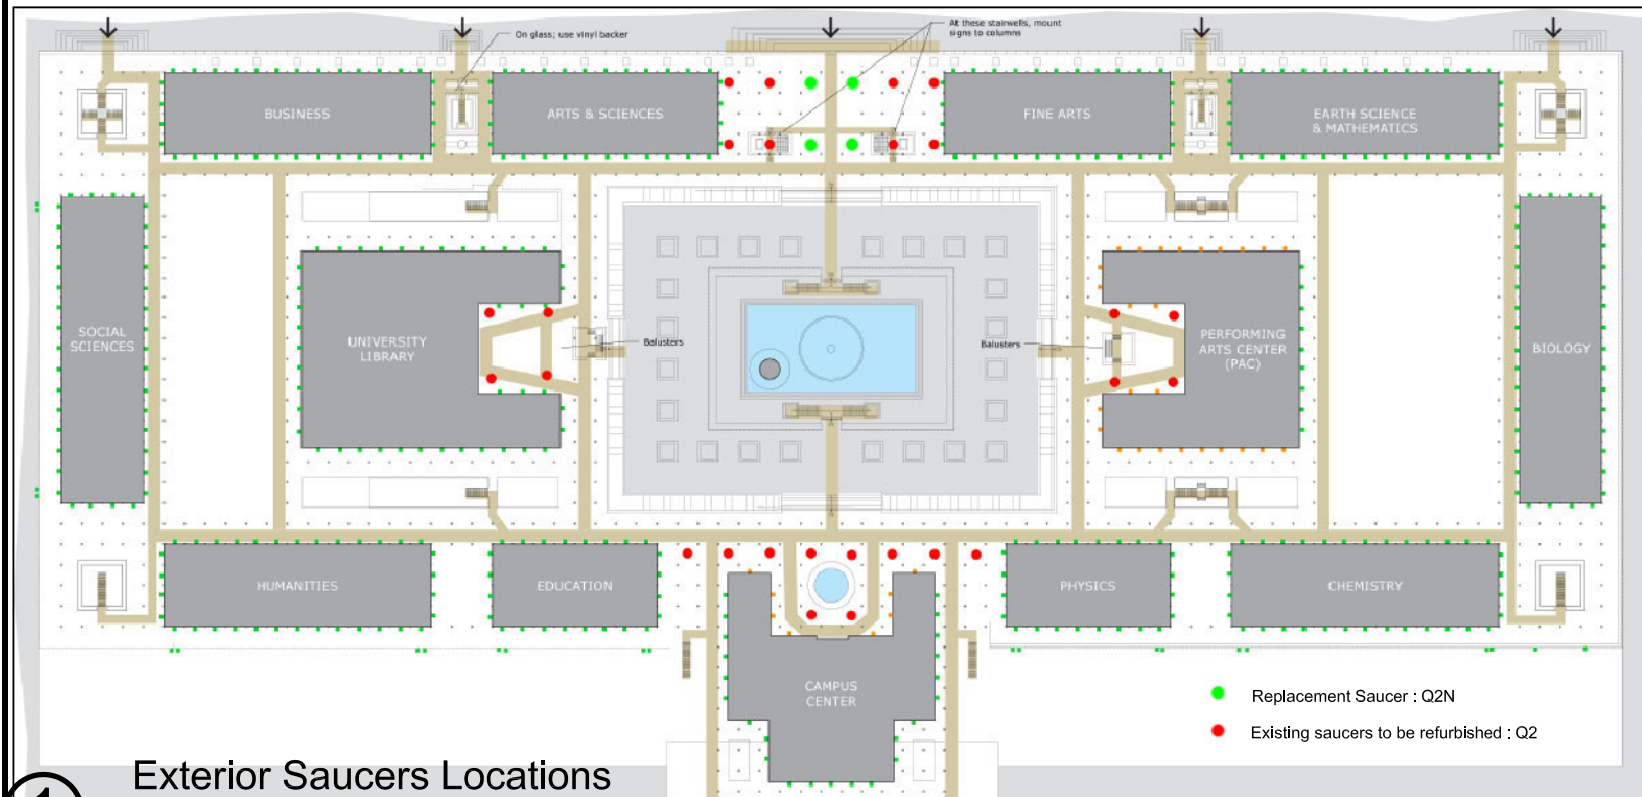 On glass; use vinyl backer
At these stairwells, mount
signs to columns
BUSINESS
ARTS & SCIENCES
FINE ARTS
EARTH SCIENCE
& MATHEMATICS
SOCIAL
SCIENCES
UNIVERSITY
LIBRARY
Balusters
Balusters
PERFORMING
ARTS CENTER
(PAC)
BIOLOGY
HUMANITIES
EDUCATION
PHYSICS
CHEMISTRY
CAMPUS
CENTER
Replacement Saucer : Q2N
Existing saucers to be refurbished : Q2
1
Exterior Saucers Locations